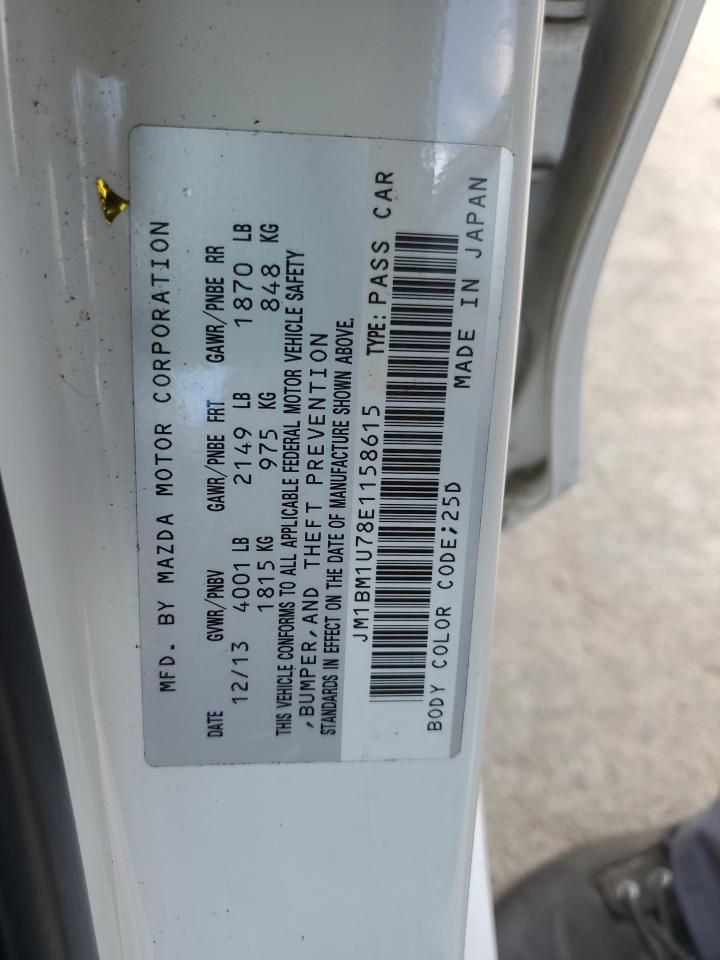 MFD. BY MAZDA MOTOR CORPORATION
DATE GVWR/PNBV GAWR/PNBE FRT GAWR/PNBE RR
12/13 4001 LB 2149 LB 1870 LB
1815 KG 975 KG 848 KG
THIS VEHICLE CONFORMS TO ALL APPLICABLE FEDERAL MOTOR VEHICLE SAFETY
,BUMPER,AND THEFT PREVENTION
STANDARDS IN EFFECT ON THE DATE OF MANUFACTURE SHOWN ABOVE.
JM1BM1U78E1158615 TYPE:PASS CAR
BODY COLOR CODE;25D MADE IN JAPAN